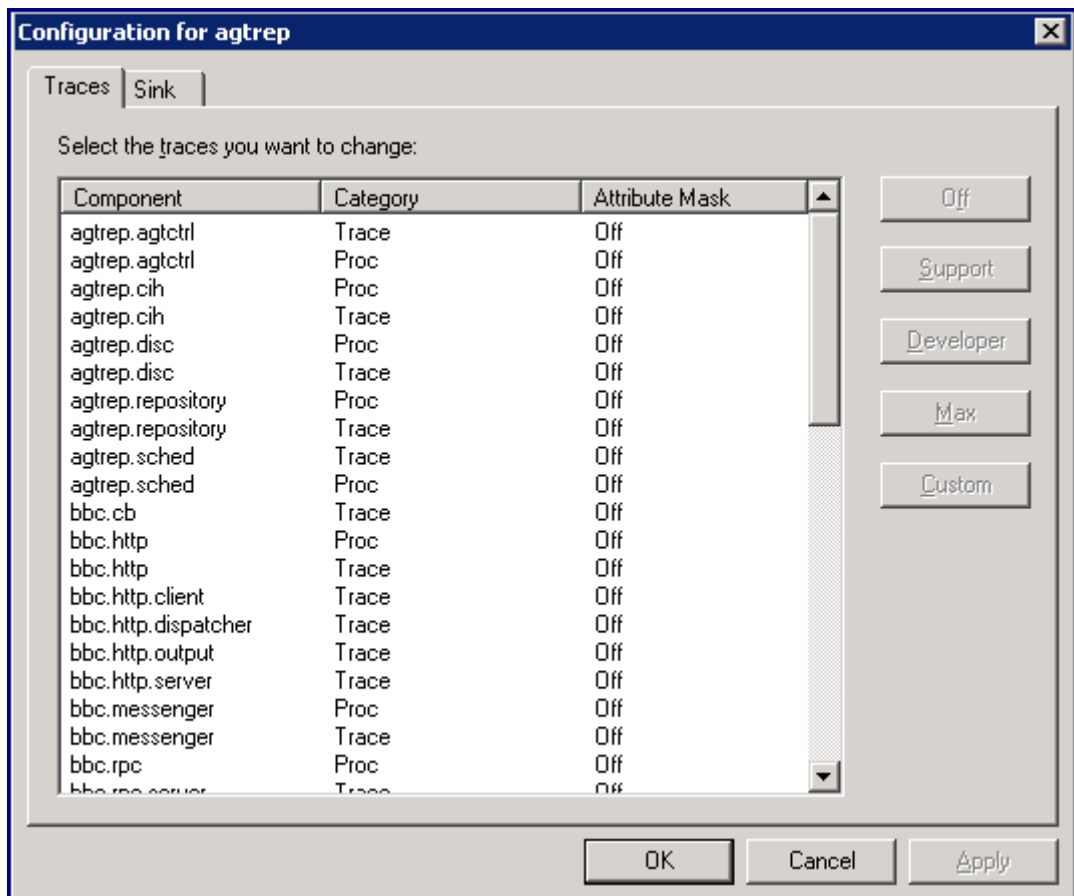 Configuration for agtrep
Traces Sink
Select the traces you want to change:
Component Category Attribute Mask
agtrep.agtctrl Trace Off
agtrep.agtctrl Proc Off
agtrep.cih Proc Off
agtrep.cih Trace Off
agtrep.disc Proc Off
agtrep.disc Trace Off
agtrep.repository Proc Off
agtrep.repository Trace Off
agtrep.sched Trace Off
agtrep.sched Proc Off
bbc.cb Trace Off
bbc.http Proc Off
bbc.http Trace Off
bbc.http.client Trace Off
bbc.http.dispatcher Trace Off
bbc.http.output Trace Off
bbc.http.server Trace Off
bbc.messenger Proc Off
bbc.messenger Trace Off
bbc.rpc Proc Off
bbc.rpc.server Trace Off
Off
Support
Developer
Max
Custom
OK Cancel Apply